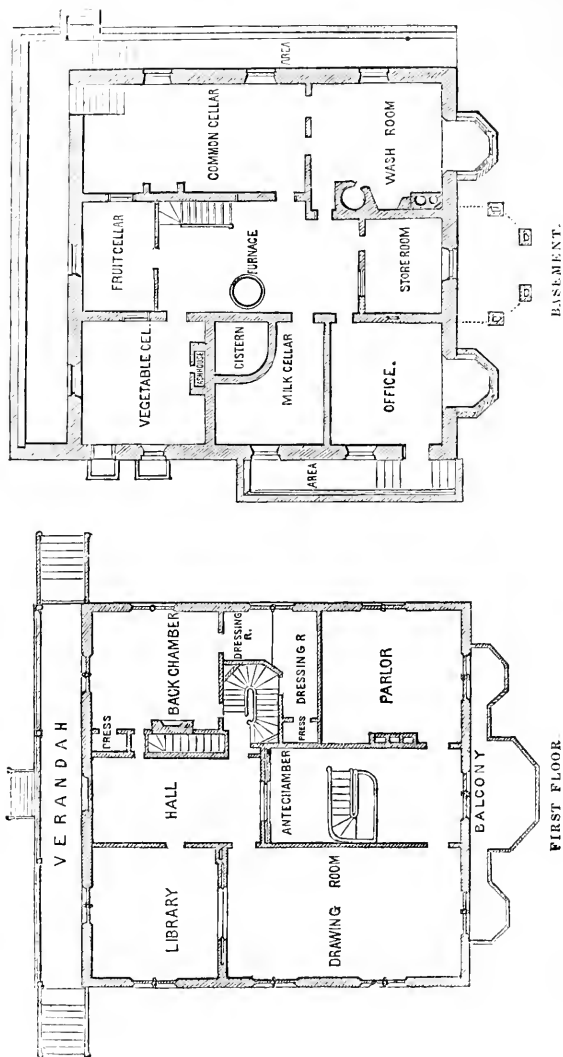 AREA
COMMON CELLAR
WASH ROOM
FRUIT CELLAR
FURNACE
STORE ROOM
VEGETABLE CEL.
ASHHOUSE
CISTERN
MILK CELLAR
OFFICE.
AREA
BASEMENT.
VERANDAH
PRESS
BACK CHAMBER
DRESSING
R.
DRESSING R
PRESS
PARLOR
HALL
ANTECHAMBER
LIBRARY
DRAWING ROOM
BALCONY
FIRST FLOOR.